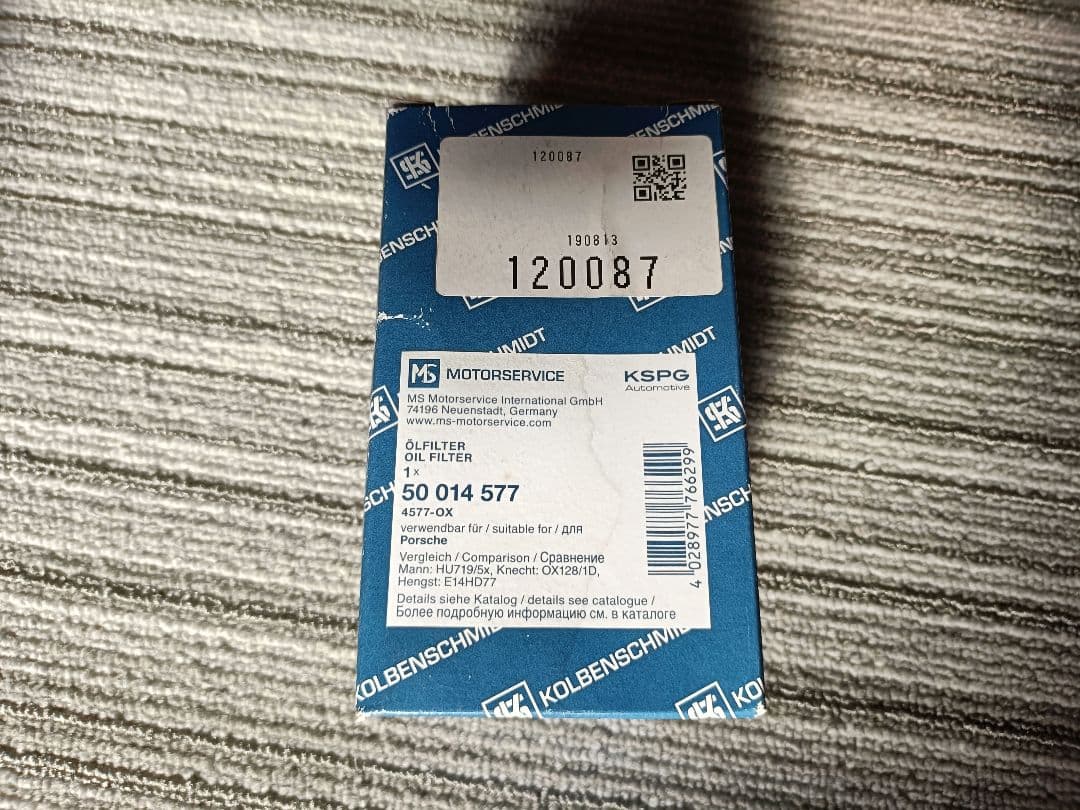 KOLBENSCHMIDT
120087
190813
120087
MS MOTORSERVICE
KSPG
Automotive
MS Motorservice International GmbH
74196 Neuenstadt, Germany
www.ms-motorservice.com
ÖLFILTER
OIL FILTER
1x
50 014 577
4577-OX
verwendbar für / suitable for / для
Porsche
Vergleich / Comparison / Сравнение
Mann: HU719/5x, Knecht: OX128/1D,
Hengst: E14HD77
Details siehe Katalog / details see catalogue /
Более подробную информацию см. в каталоге
4 028977 766299
KOLBENSCHMIDT
KOLBENSCHMIDT